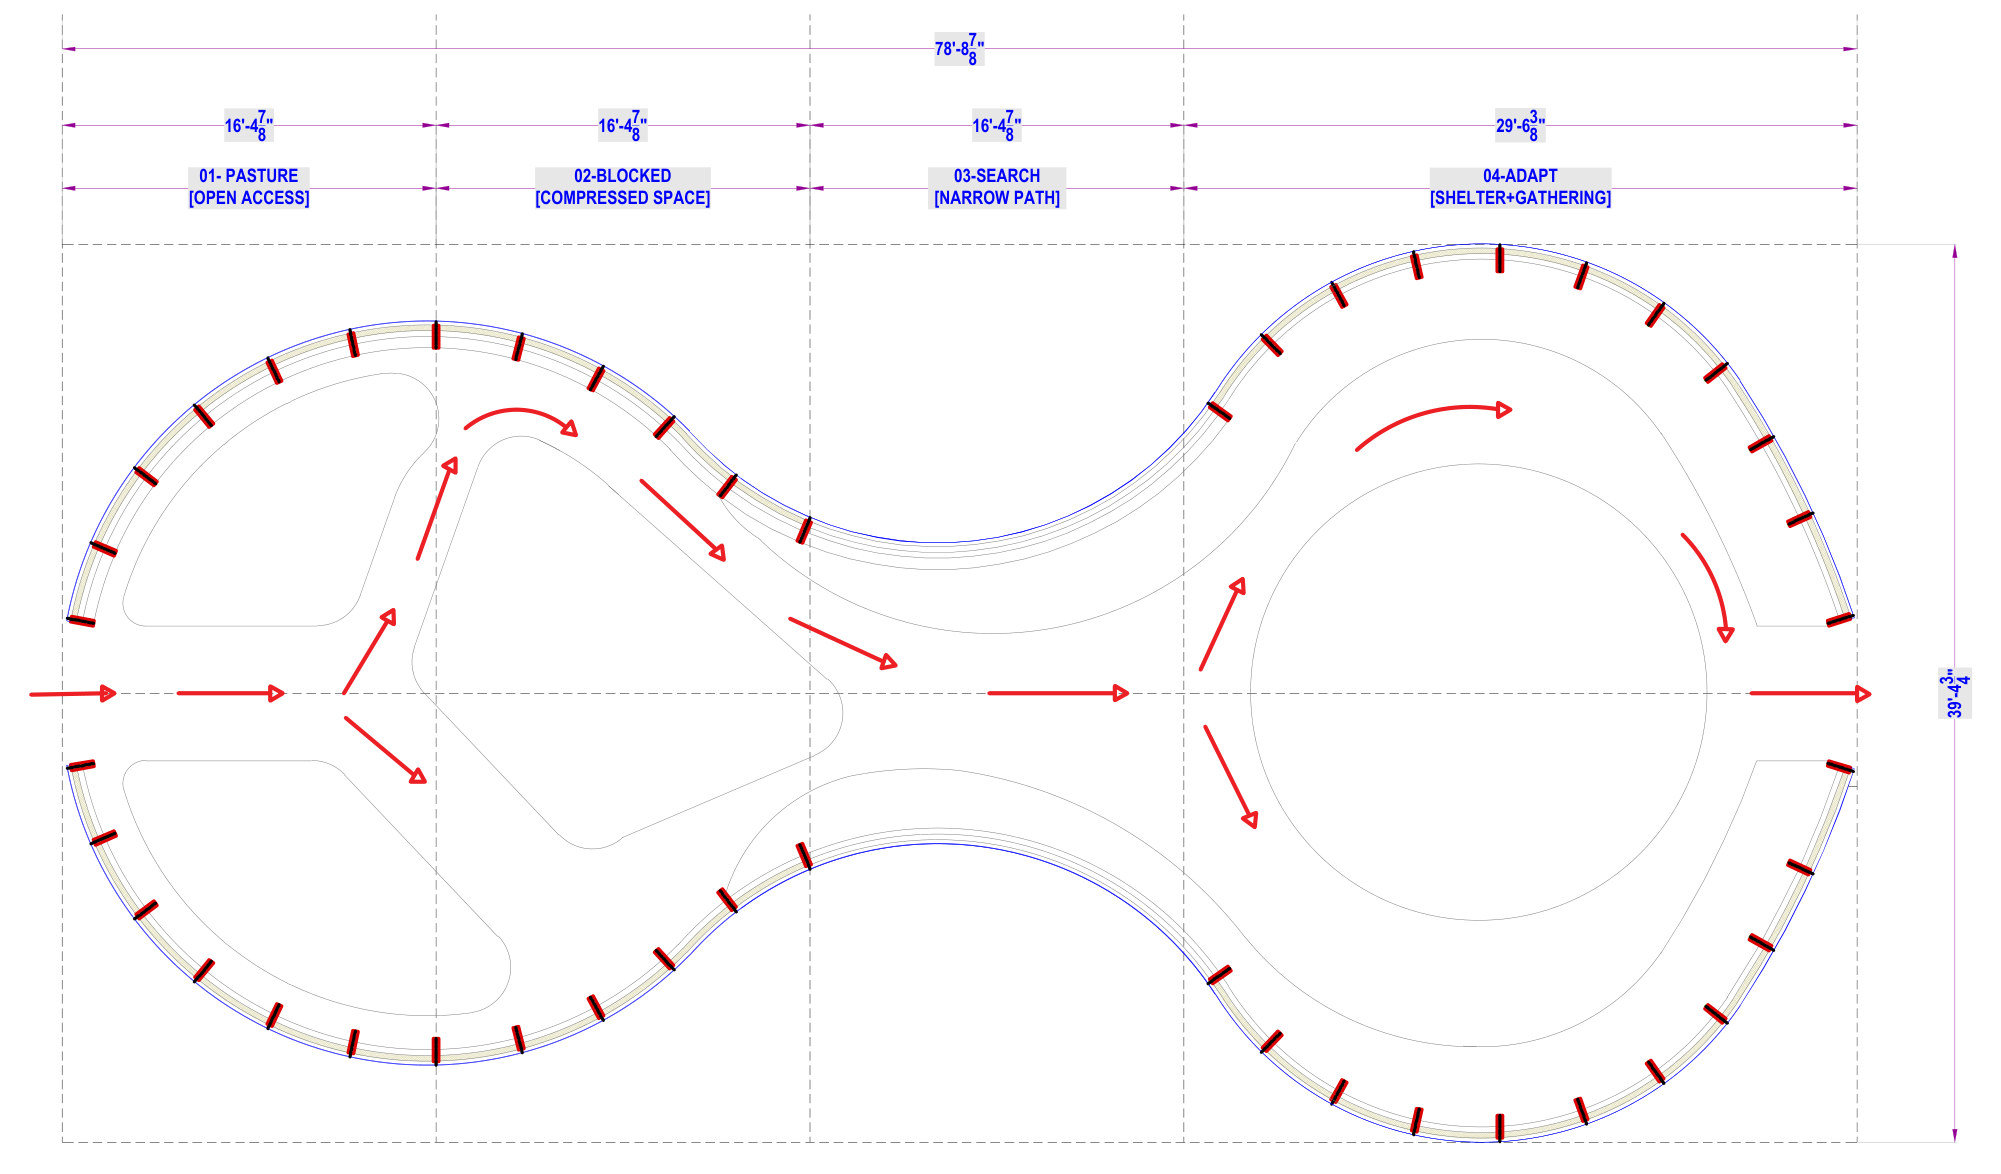 78'-8 7/8"
16'-4 7/8"
16'-4 7/8"
16'-4 7/8"
29'-6 3/8"
01- PASTURE
[OPEN ACCESS]
02-BLOCKED
[COMPRESSED SPACE]
03-SEARCH
[NARROW PATH]
04-ADAPT
[SHELTER+GATHERING]
39'-4 3/4"